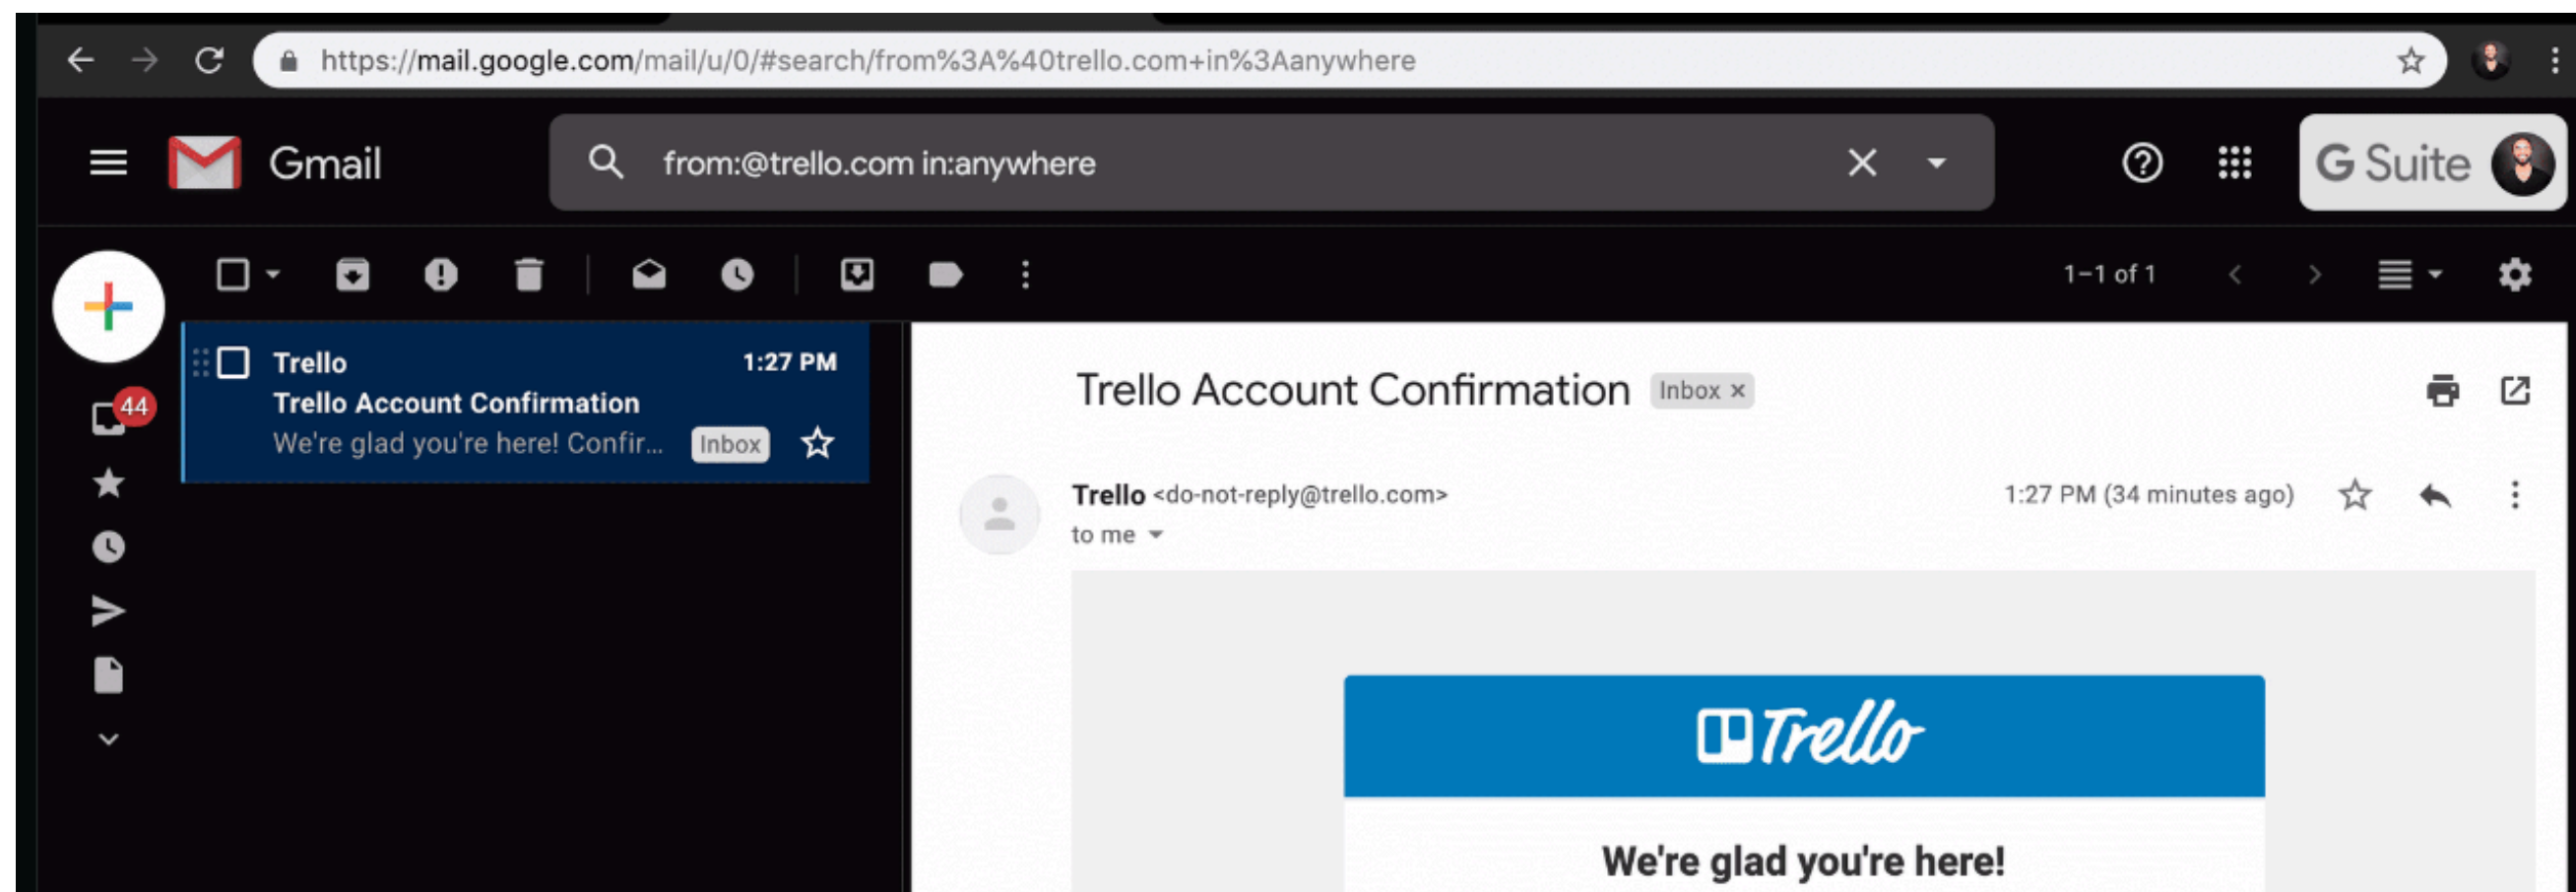 https://mail.google.com/mail/u/0/#search/from%3A%40trello.com+in%3Aanywhere
Gmail
from:@trello.com in:anywhere
G Suite
1–1 of 1
44
Trello 1:27 PM
Trello Account Confirmation
We're glad you're here! Confir... Inbox
Trello Account Confirmation Inbox ×
Trello <do-not-reply@trello.com> 1:27 PM (34 minutes ago)
to me
Trello
We're glad you're here!